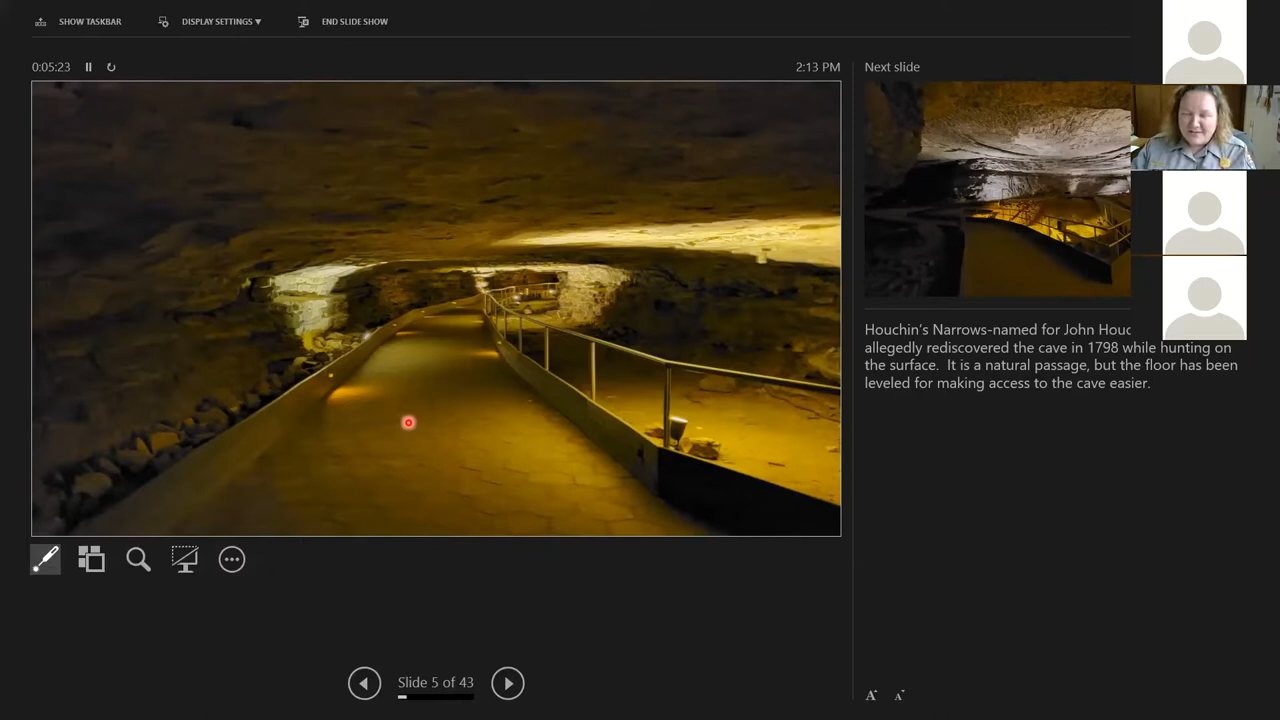 SHOW TASKBAR DISPLAY SETTINGS ▼ END SLIDE SHOW
0:05:23 2:13 PM Next slide
Houchin's Narrows-named for John Houc
allegedly rediscovered the cave in 1798 while hunting on
the surface. It is a natural passage, but the floor has been
leveled for making access to the cave easier.
Slide 5 of 43
A A